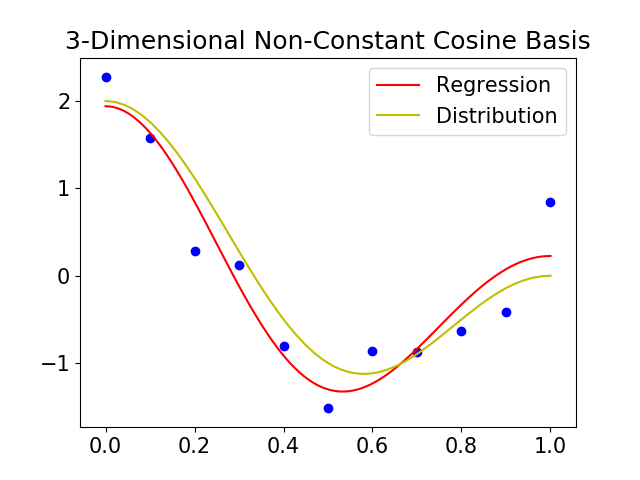 3-Dimensional Non-Constant Cosine Basis
Regression
Distribution
2
1
0
−1
0.0 0.2 0.4 0.6 0.8 1.0